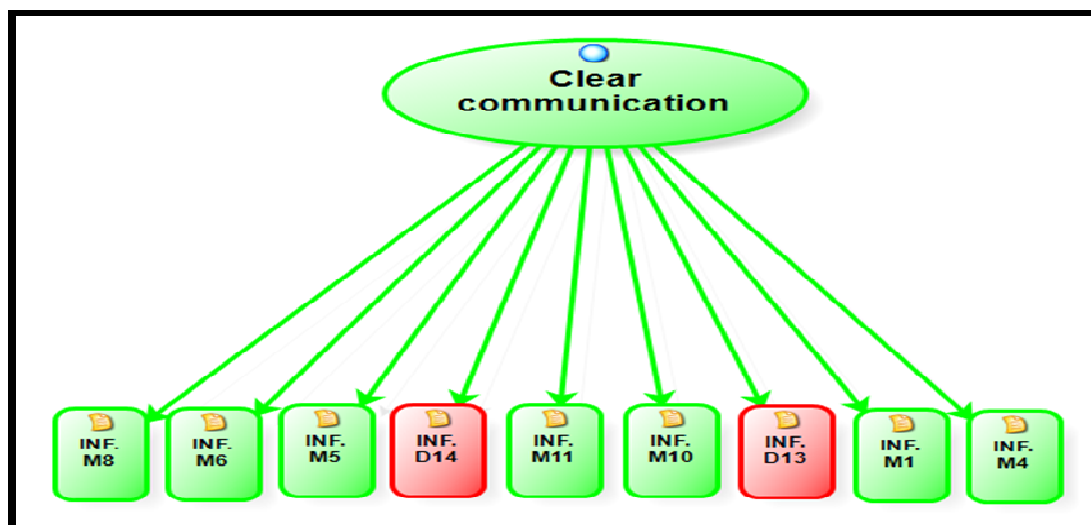 Clear
communication
INF.
M8
INF.
M6
INF.
M5
INF.
D14
INF.
M11
INF.
M10
INF.
D13
INF.
M1
INF.
M4